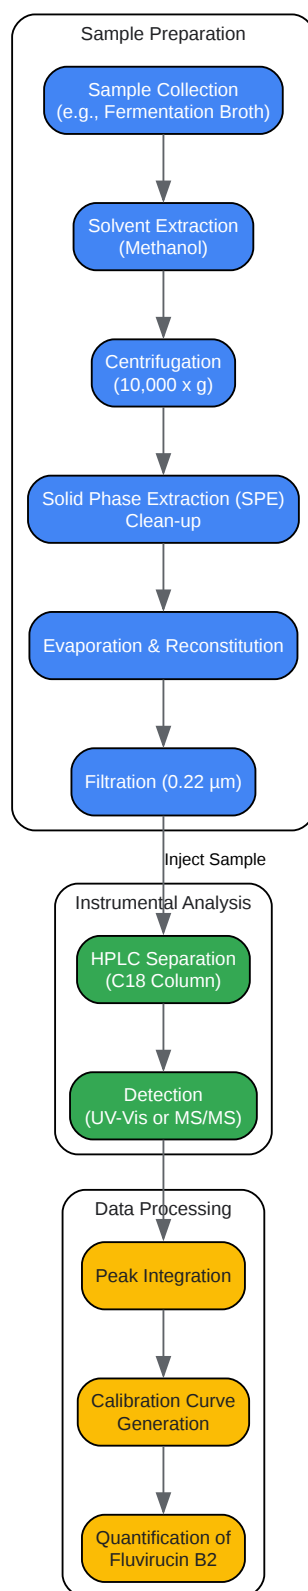 Sample Preparation
Sample Collection
(e.g., Fermentation Broth)
Solvent Extraction
(Methanol)
Centrifugation
(10,000 x g)
Solid Phase Extraction (SPE)
Clean-up
Evaporation & Reconstitution
Filtration (0.22 µm)
Inject Sample
Instrumental Analysis
HPLC Separation
(C18 Column)
Detection
(UV-Vis or MS/MS)
Data Processing
Peak Integration
Calibration Curve
Generation
Quantification of
Fluvirucin B2